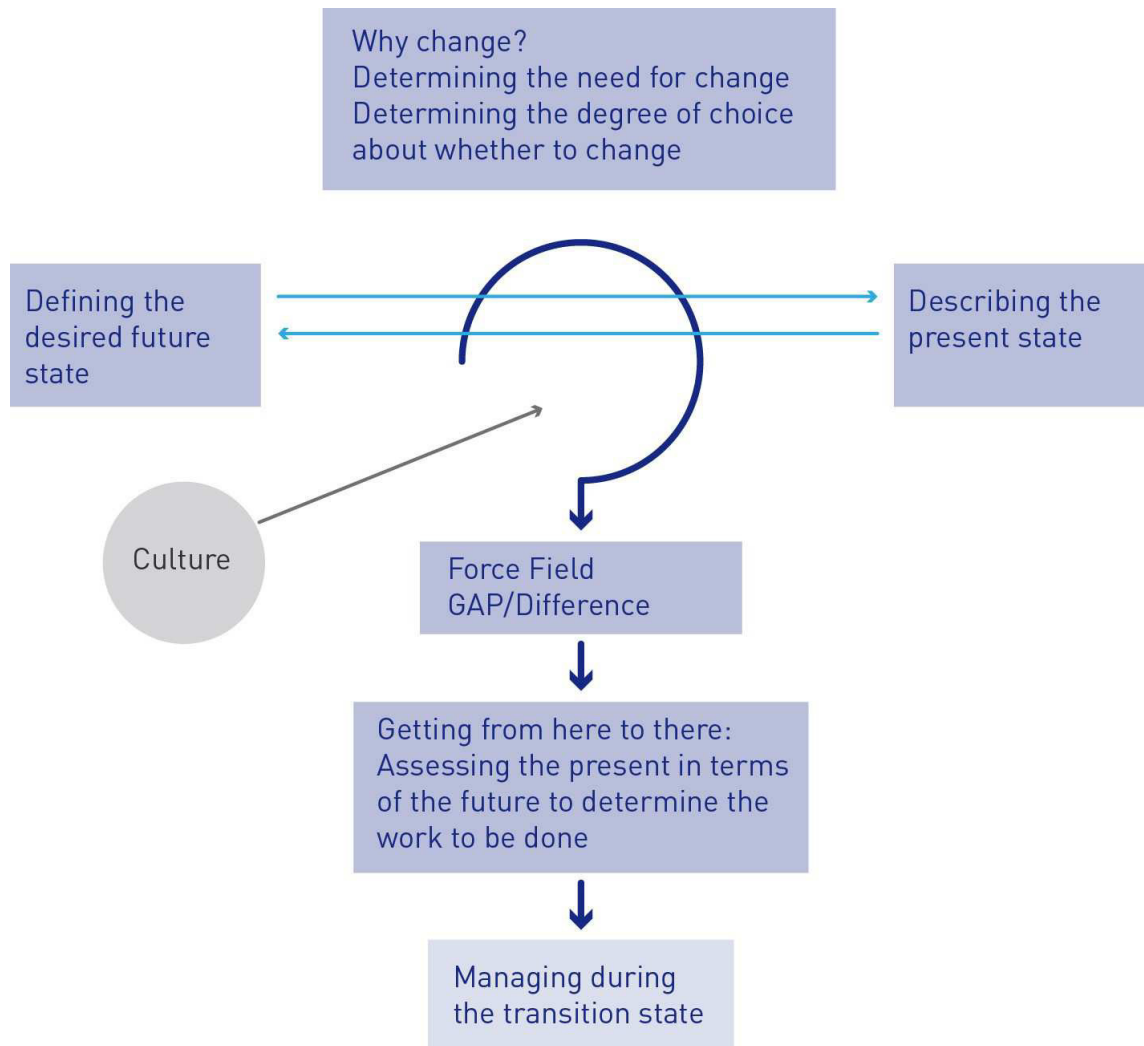 Why change?
Determining the need for change
Determining the degree of choice
about whether to change
Defining the
desired future
state
Describing the
present state
Culture
Force Field
GAP/Difference
Getting from here to there:
Assessing the present in terms
of the future to determine the
work to be done
Managing during
the transition state